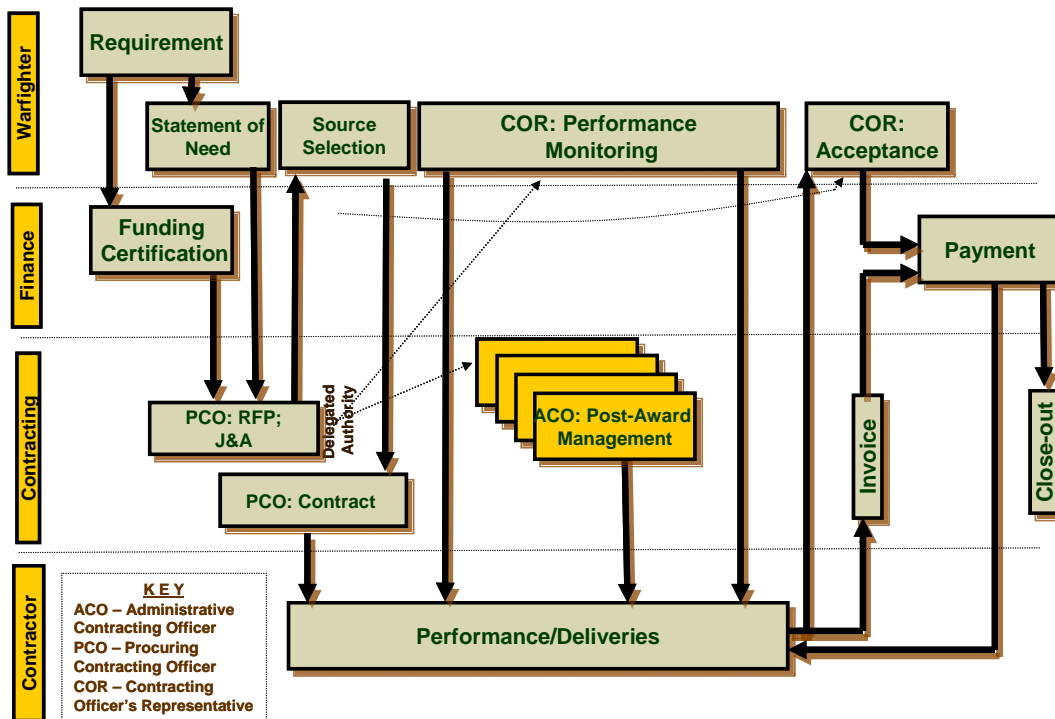 Warfighter
Requirement
Statement of
Need
Source
Selection
COR: Performance
Monitoring
COR:
Acceptance
Finance
Funding
Certification
Payment
Contracting
PCO: RFP;
J&A
Delegated
Authority
ACO: Post-Award
Management
PCO: Contract
Invoice
Close-out
Contractor
KEY
ACO – Administrative
Contracting Officer
PCO – Procuring
Contracting Officer
COR – Contracting
Officer's Representative
Performance/Deliveries